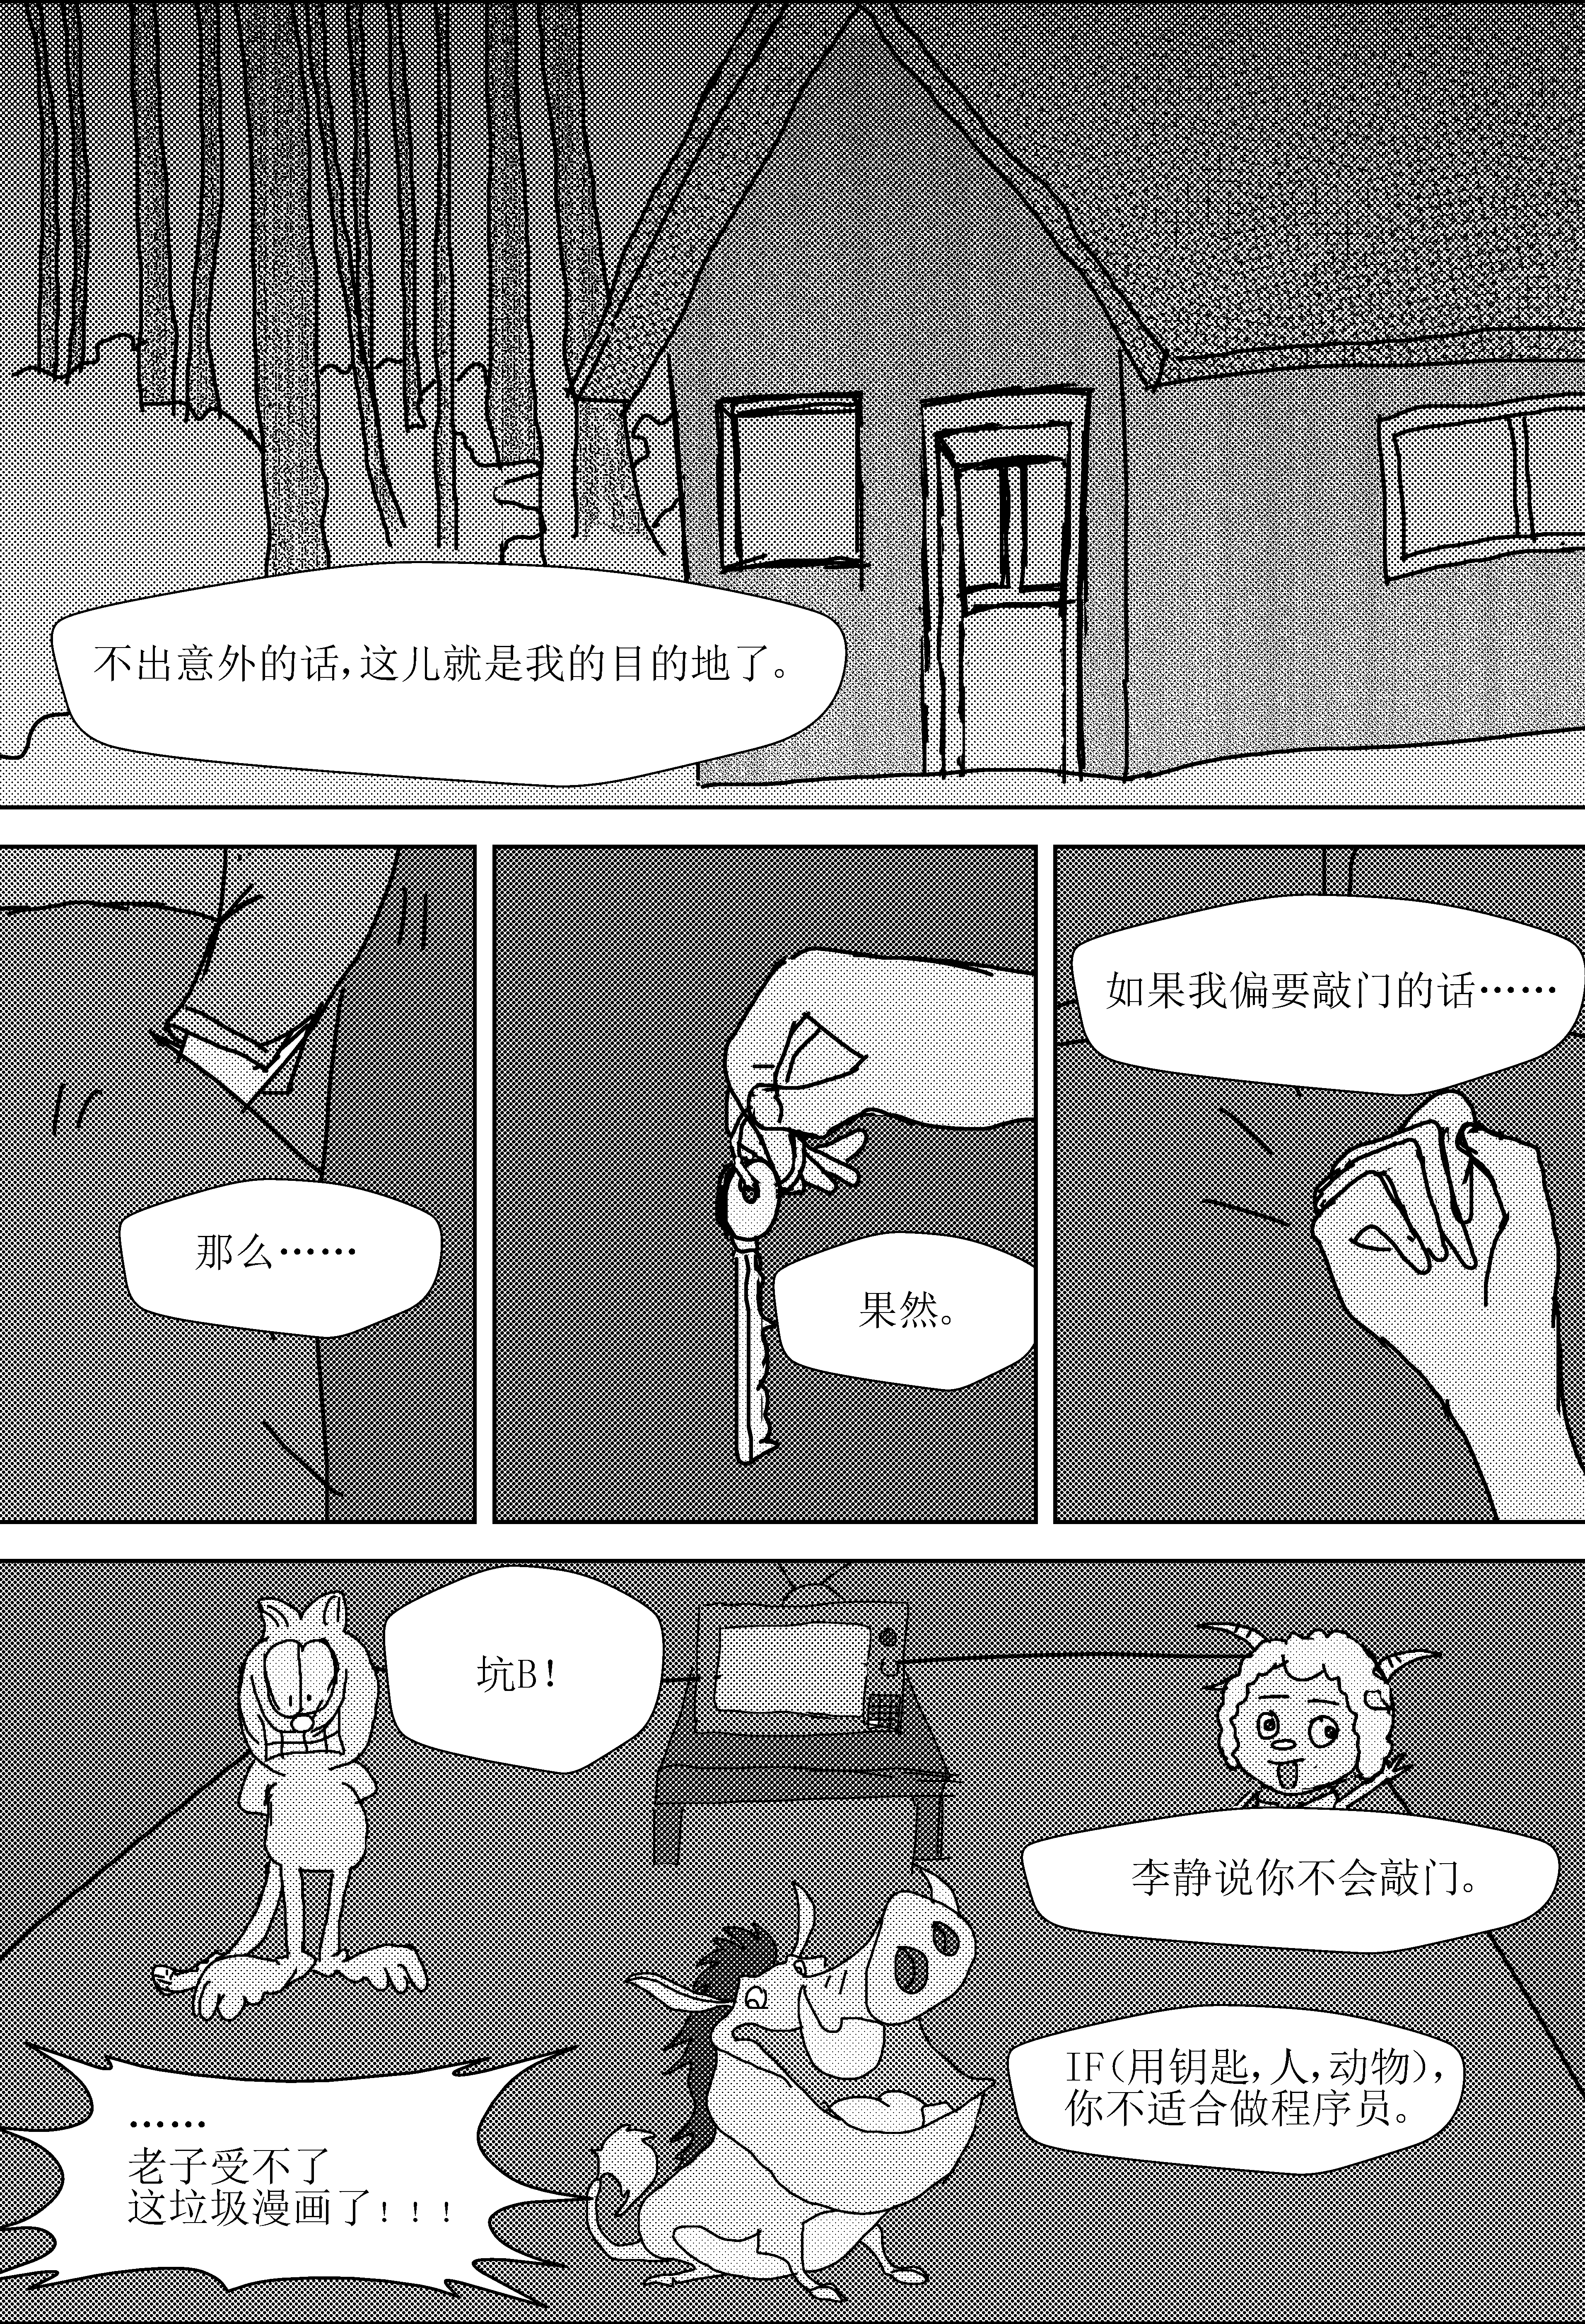 不出意外的话，这儿就是我的目的地了。
那么……
果然。
如果我偏要敲门的话……
坑B！
李静说你不会敲门。
IF（用钥匙，人，动物），
你不适合做程序员。
……
老子受不了
这垃圾漫画了！！！